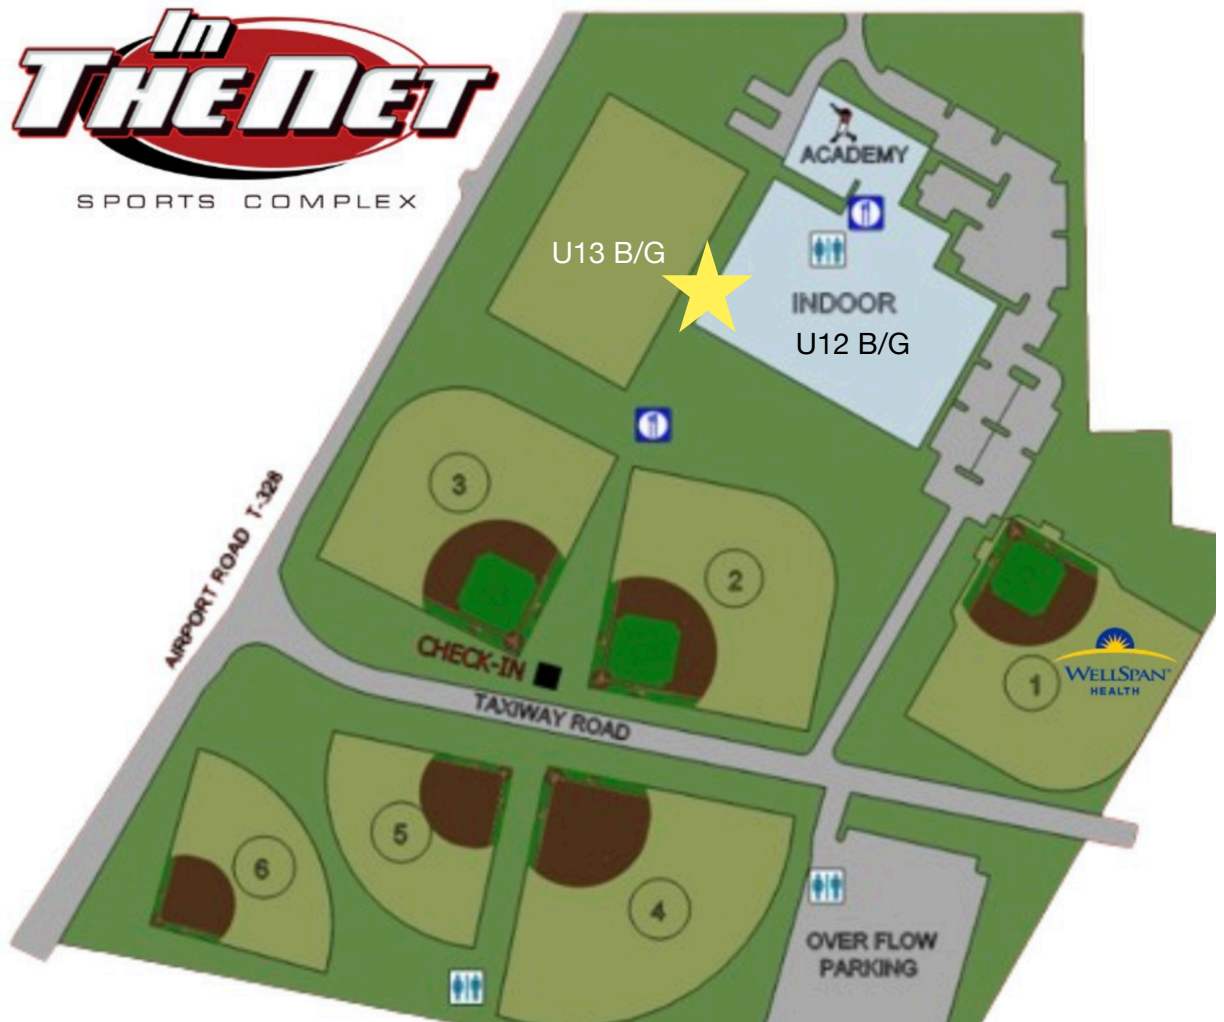 In
THE NET
SPORTS COMPLEX
ACADEMY
U13 B/G
INDOOR
U12 B/G
3
2
AIRPORT ROAD T-328
CHECK-IN
TAXIWAY ROAD
1
WELLSPAN
HEALTH
5
6
4
OVER FLOW
PARKING